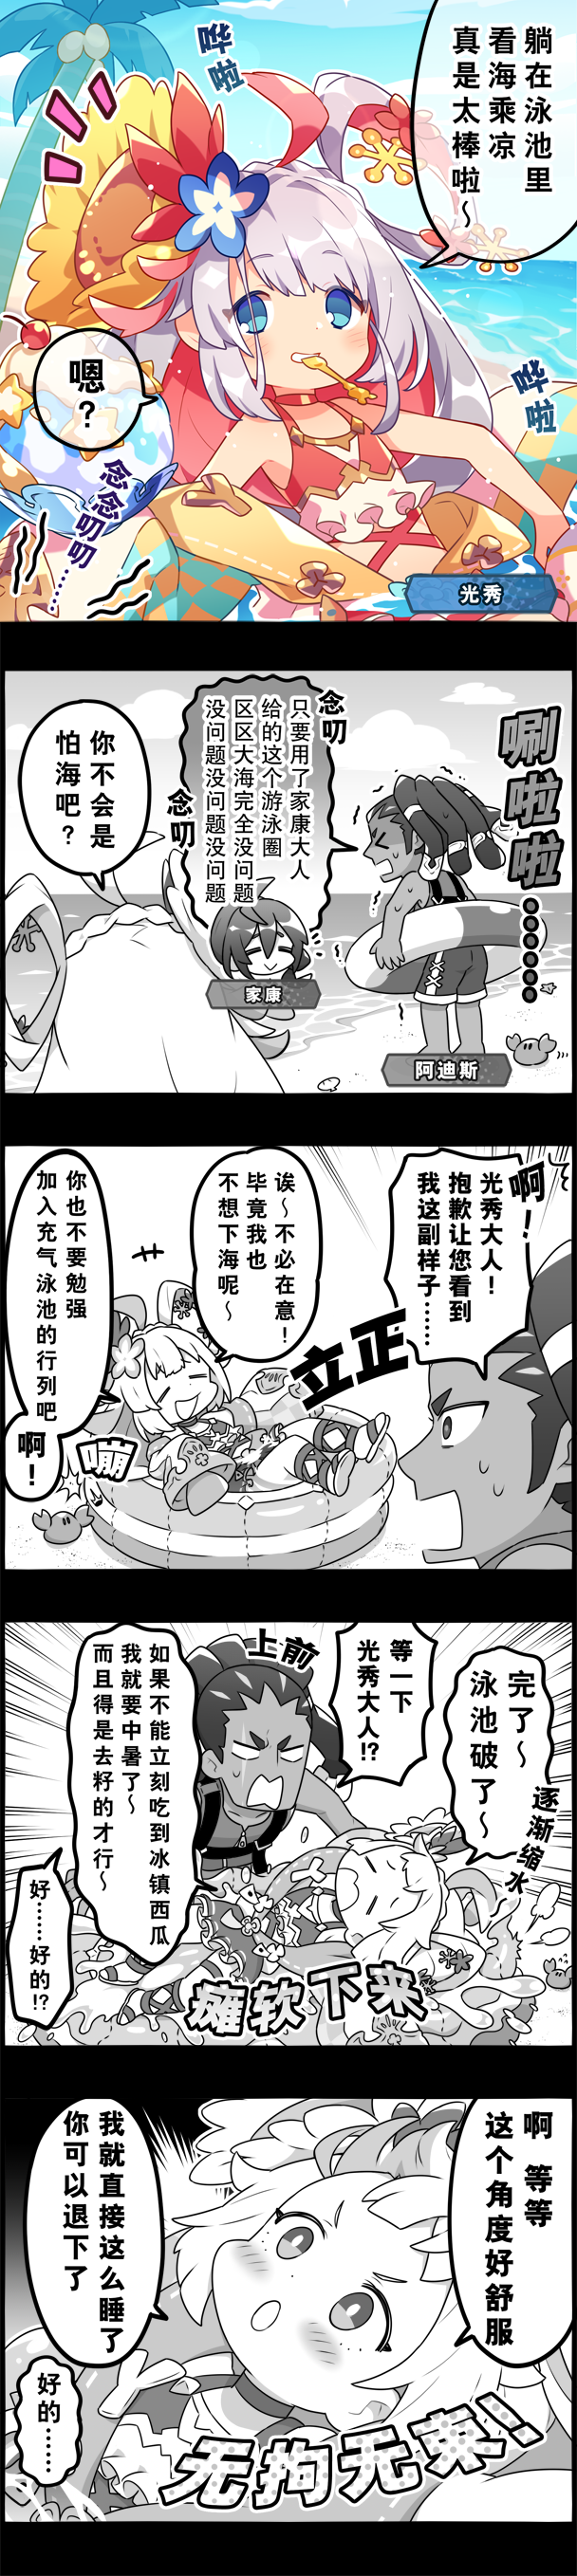 躺在泳池里
看海乘凉
真是太棒啦～
哗啦
嗯？
哗啦
念念叨叨……
光秀
唰啦啦……
念叨
只要用了家康大人
给的这个游泳圈
区区大海完全没问题
没问题没问题没问题
念叨
你不会是
怕海吧？
家康
阿迪斯
啊！
光秀大人！
抱歉让您看到
我这副样子……
立正
诶～不必在意！
毕竟我也
不想下海呢～
你也不要勉强
加入充气泳池的行列吧
啊！
嘣
完了～
泳池破了～
逐渐缩水
等一下
光秀大人!?
上前
如果不能立刻吃到冰镇西瓜
我就要中暑了～
而且得是去籽的才行～
好……好的!?
瘫软下来
啊 等等
这个角度好舒服
我就直接这么睡了
你可以退下了
好的……
无拘无束！